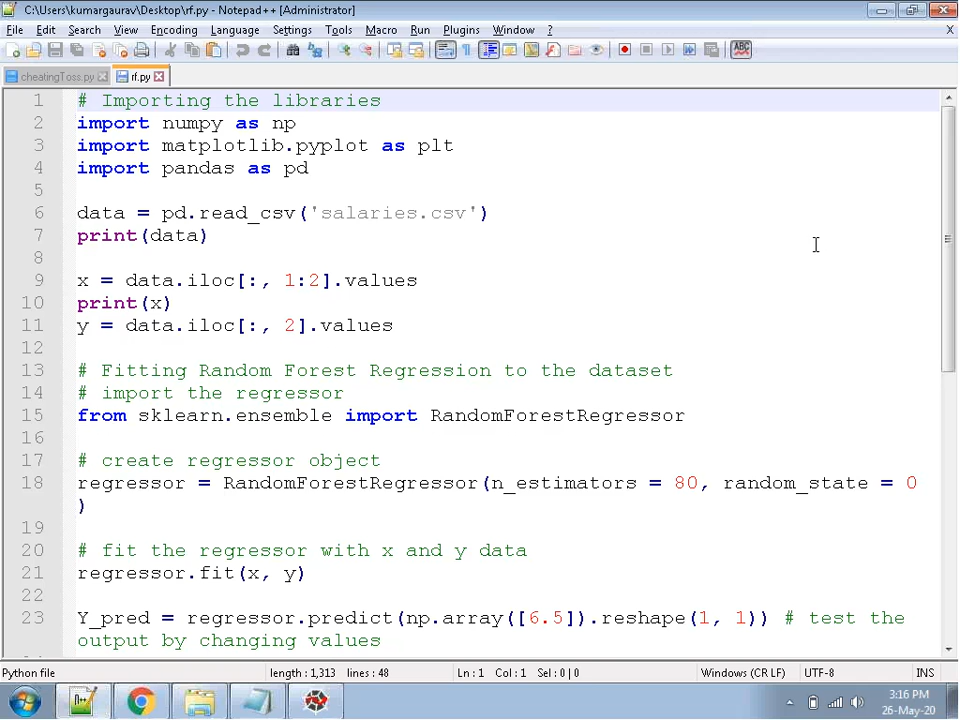 C:\Users\kumargaurav\Desktop\rf.py - Notepad++ [Administrator]
File Edit Search View Encoding Language Settings Tools Macro Run Plugins Window ? X
ABC
cheatingToss.py rf.py
1 # Importing the libraries
2 import numpy as np
3 import matplotlib.pyplot as plt
4 import pandas as pd
5
6 data = pd.read_csv('salaries.csv')
7 print(data)
8
9 x = data.iloc[:, 1:2].values
10 print(x)
11 y = data.iloc[:, 2].values
12
13 # Fitting Random Forest Regression to the dataset
14 # import the regressor
15 from sklearn.ensemble import RandomForestRegressor
16
17 # create regressor object
18 regressor = RandomForestRegressor(n_estimators = 80, random_state = 0
)
19
20 # fit the regressor with x and y data
21 regressor.fit(x, y)
22
23 Y_pred = regressor.predict(np.array([6.5]).reshape(1, 1)) # test the
output by changing values
Python file length : 1,313 lines : 48 Ln : 1 Col : 1 Sel : 0 | 0 Windows (CR LF) UTF-8 INS
3:16 PM
26-May-20